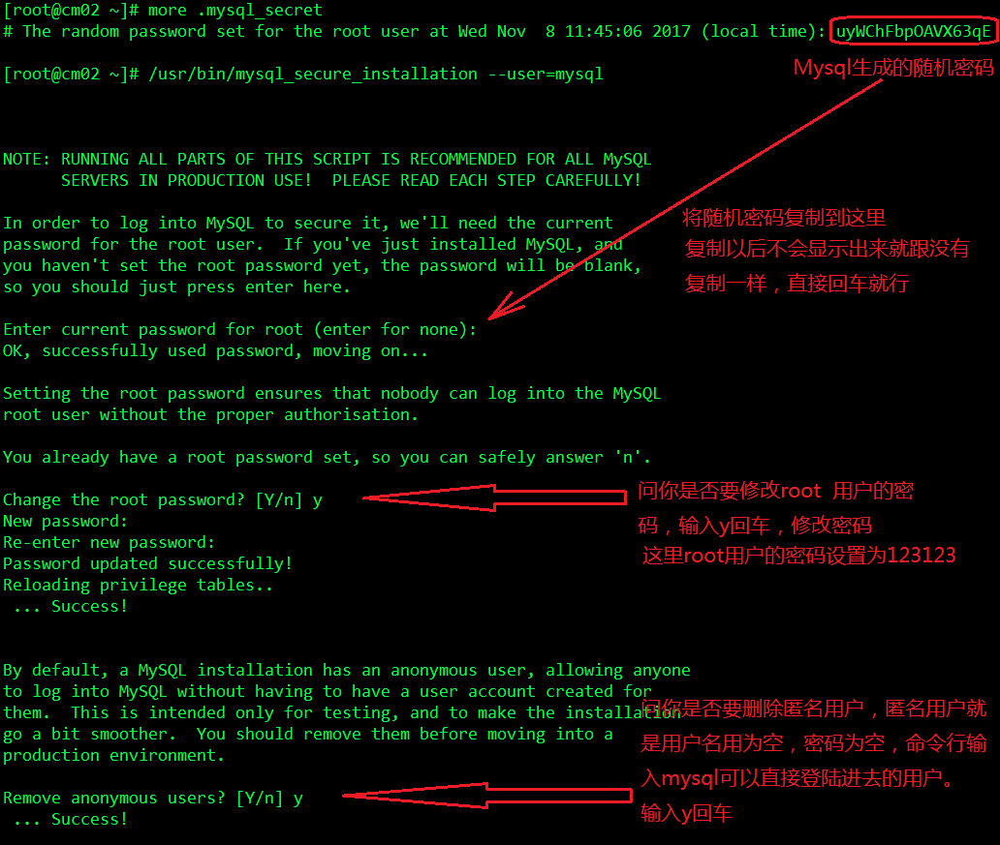 [root@cm02 ~]# more .mysql_secret
# The random password set for the root user at Wed Nov  8 11:45:06 2017 (local time): uyWChFbpOAVX63qE
Mysql生成的随机密码
[root@cm02 ~]# /usr/bin/mysql_secure_installation --user=mysql
NOTE: RUNNING ALL PARTS OF THIS SCRIPT IS RECOMMENDED FOR ALL MySQL
SERVERS IN PRODUCTION USE!  PLEASE READ EACH STEP CAREFULLY!
In order to log into MySQL to secure it, we'll need the current
password for the root user.  If you've just installed MySQL, and
you haven't set the root password yet, the password will be blank,
so you should just press enter here.
将随机密码复制到这里
复制以后不会显示出来就跟没有
复制一样，直接回车就行
Enter current password for root (enter for none):
OK, successfully used password, moving on...
Setting the root password ensures that nobody can log into the MySQL
root user without the proper authorisation.
You already have a root password set, so you can safely answer 'n'.
Change the root password? [Y/n] y
New password:
Re-enter new password:
Password updated successfully!
Reloading privilege tables..
... Success!
问你是否要修改root 用户的密
码，输入y回车，修改密码
这里root用户的密码设置为123123
By default, a MySQL installation has an anonymous user, allowing anyone
to log into MySQL without having to have a user account created for
them.  This is intended only for testing, and to make the installation
go a bit smoother.  You should remove them before moving into a
production environment.
问你是否要删除匿名用户，匿名用户就
是用户名用为空，密码为空，命令行输
入mysql可以直接登陆进去的用户。
输入y回车
Remove anonymous users? [Y/n] y
... Success!